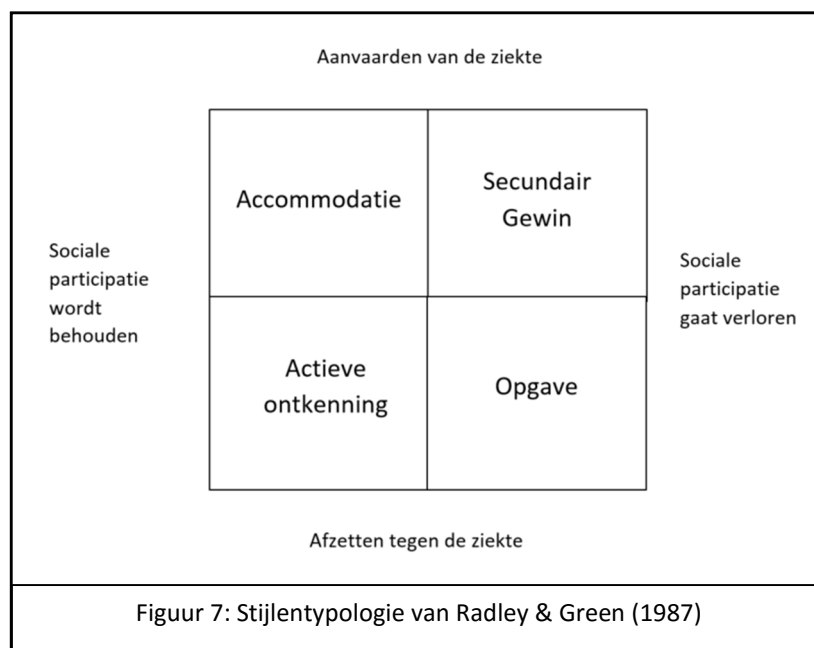 Aanvaarden van de ziekte
Accommodatie
Secundair
Gewin
Sociale
participatie
wordt
behouden
Sociale
participatie
gaat verloren
Actieve
ontkenning
Opgave
Afzetten tegen de ziekte
Figuur 7: Stijlentypologie van Radley & Green (1987)